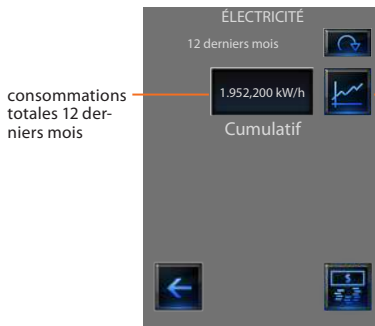 ÉLECTRICITÉ
12 derniers mois
1.952,200 kW/h
Cumulatif
consommations
totales 12 der-
niers mois
$